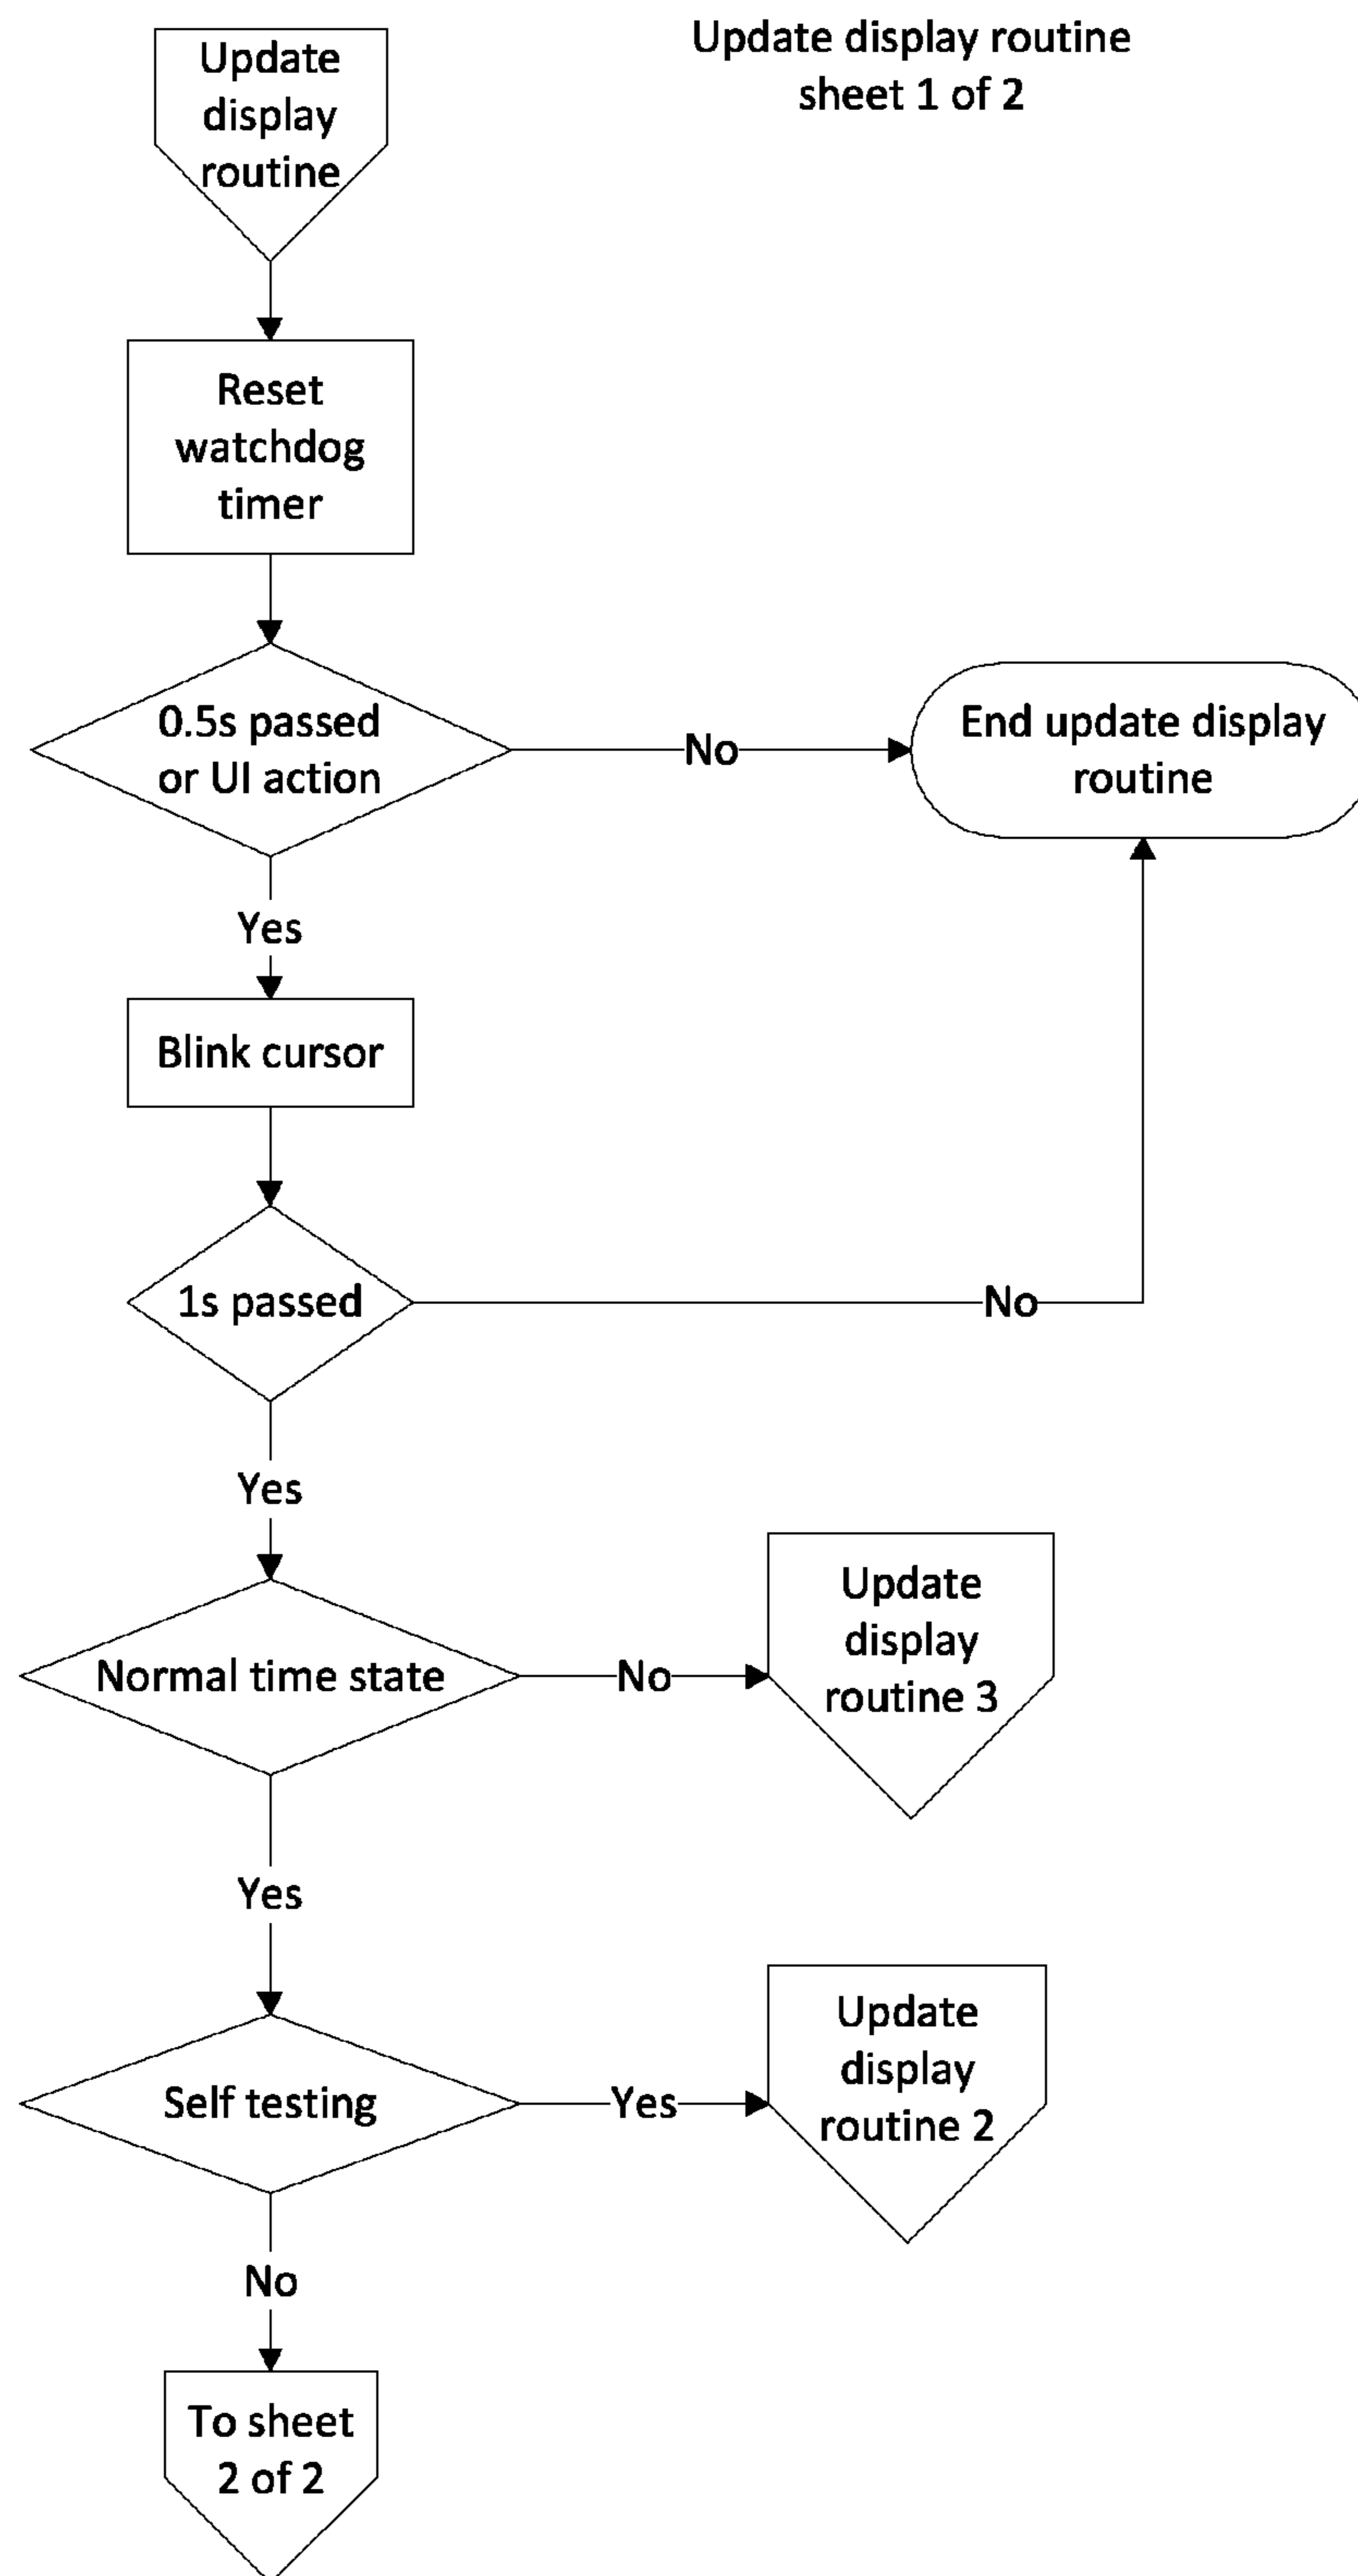 Update display routine
sheet 1 of 2
Update
display
routine
Reset
watchdog
timer
0.5s passed
or UI action
No
End update display
routine
Yes
Blink cursor
1s passed
No
Yes
Normal time state
No
Update
display
routine 3
Yes
Self testing
Yes
Update
display
routine 2
No
To sheet
2 of 2